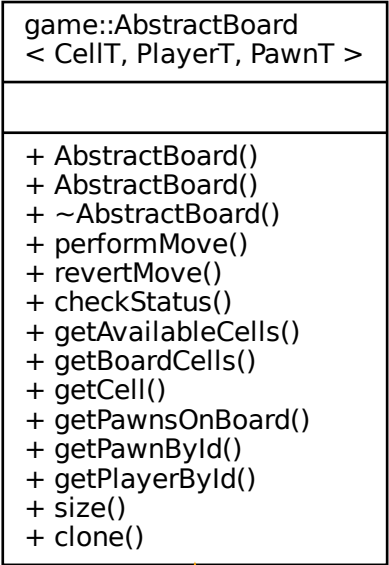 game::AbstractBoard
< CellT, PlayerT, PawnT >
+ AbstractBoard()
+ AbstractBoard()
+ ~AbstractBoard()
+ performMove()
+ revertMove()
+ checkStatus()
+ getAvailableCells()
+ getBoardCells()
+ getCell()
+ getPawnsOnBoard()
+ getPawnById()
+ getPlayerById()
+ size()
+ clone()